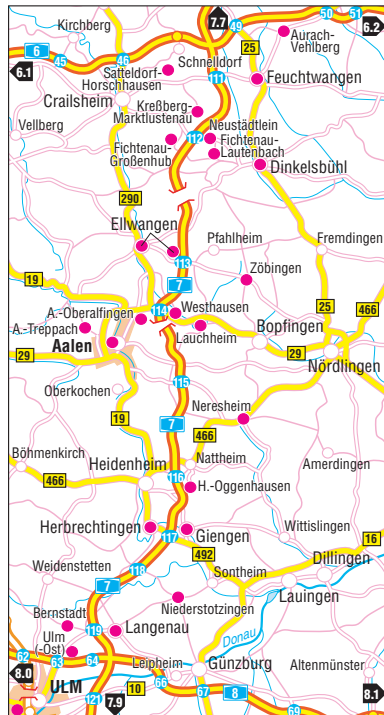 7.7
50
51
6.2
Kirchberg
49
Aurach-
Vehlberg
6
46
25
Schnelldorf
6.1
45
Satteldorf-
Horschhausen
111
Feuchtwangen
Crailsheim
Kreßberg-
Marktlustenau
Vellberg
Neustädtlein
112
Fichtenau-
Lautenbach
Fichtenau-
Großenhub
Dinkelsbühl
290
Ellwangen
Pfahlheim
Fremdingen
113
Zöbingen
19
7
25
A.-Oberalfingen
114
Westhausen
466
A.-Treppach
Lauchheim
Bopfingen
Aalen
29
29
Nördlingen
115
Oberkochen
19
7
Neresheim
466
Böhmenkirch
Nattheim
Amerdingen
Heidenheim
466
116
H.-Oggenhausen
Herbrechtingen
Giengen
Wittislingen
16
117
492
118
Dillingen
Weidenstetten
7
Sontheim
Lauingen
Niederstotzingen
Bernstadt
119
Langenau
Ulm
(-Ost)
Donau
62
63
64
Leipheim
Günzburg
Altenmünster
8.0
66
ULM
10
67
8
8.1
121
7.9
69